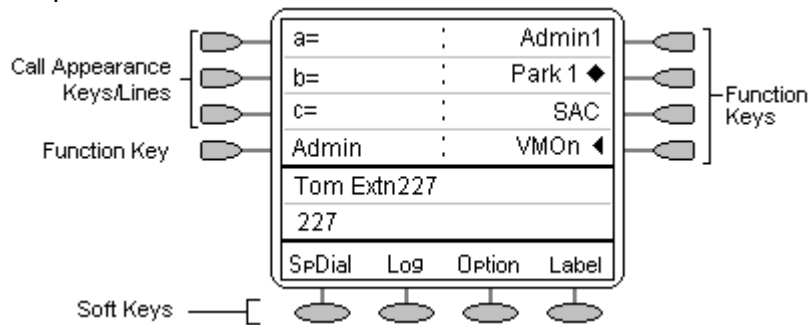 a= : Admin1
Call Appearance Keys/Lines
b= : Park 1 ◆
Function Keys
c= : SAC
Function Key
Admin : VMOn ◀
Tom Extn227
227
SpDial Log Option Label
Soft Keys